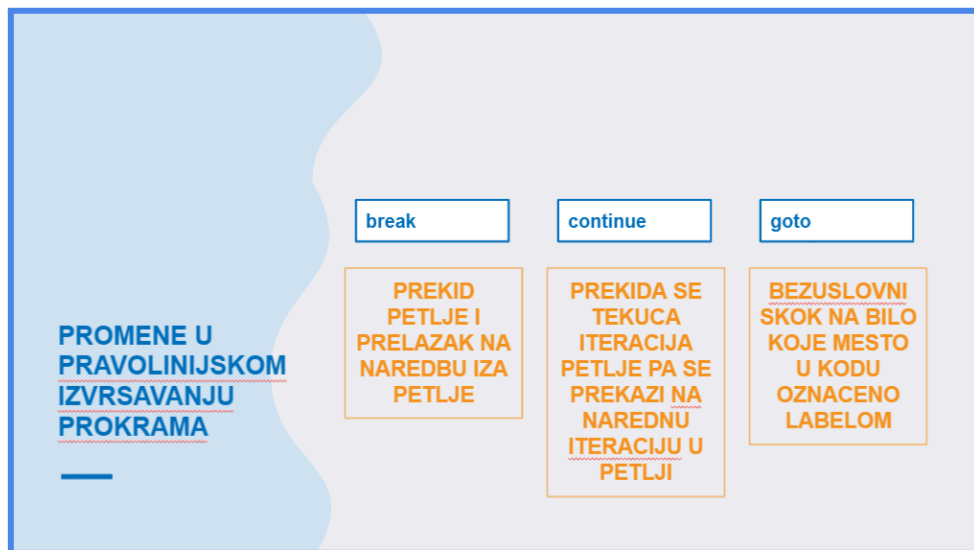 PROMENE U
PRAVOLINIJSKOM
IZVRSAVANJU
PROKRAMA
break
PREKID
PETLJE I
PRELAZAK NA
NAREDBU IZA
PETLJE
continue
PREKIDA SE
TEKUCA
ITERACIJA
PETLJE PA SE
PREKAZI NA
NAREDNU
ITERACIJU U
PETLJI
goto
BEZUSLOVNI
SKOK NA BILO
KOJE MESTO
U KODU
OZNACENO
LABELOM